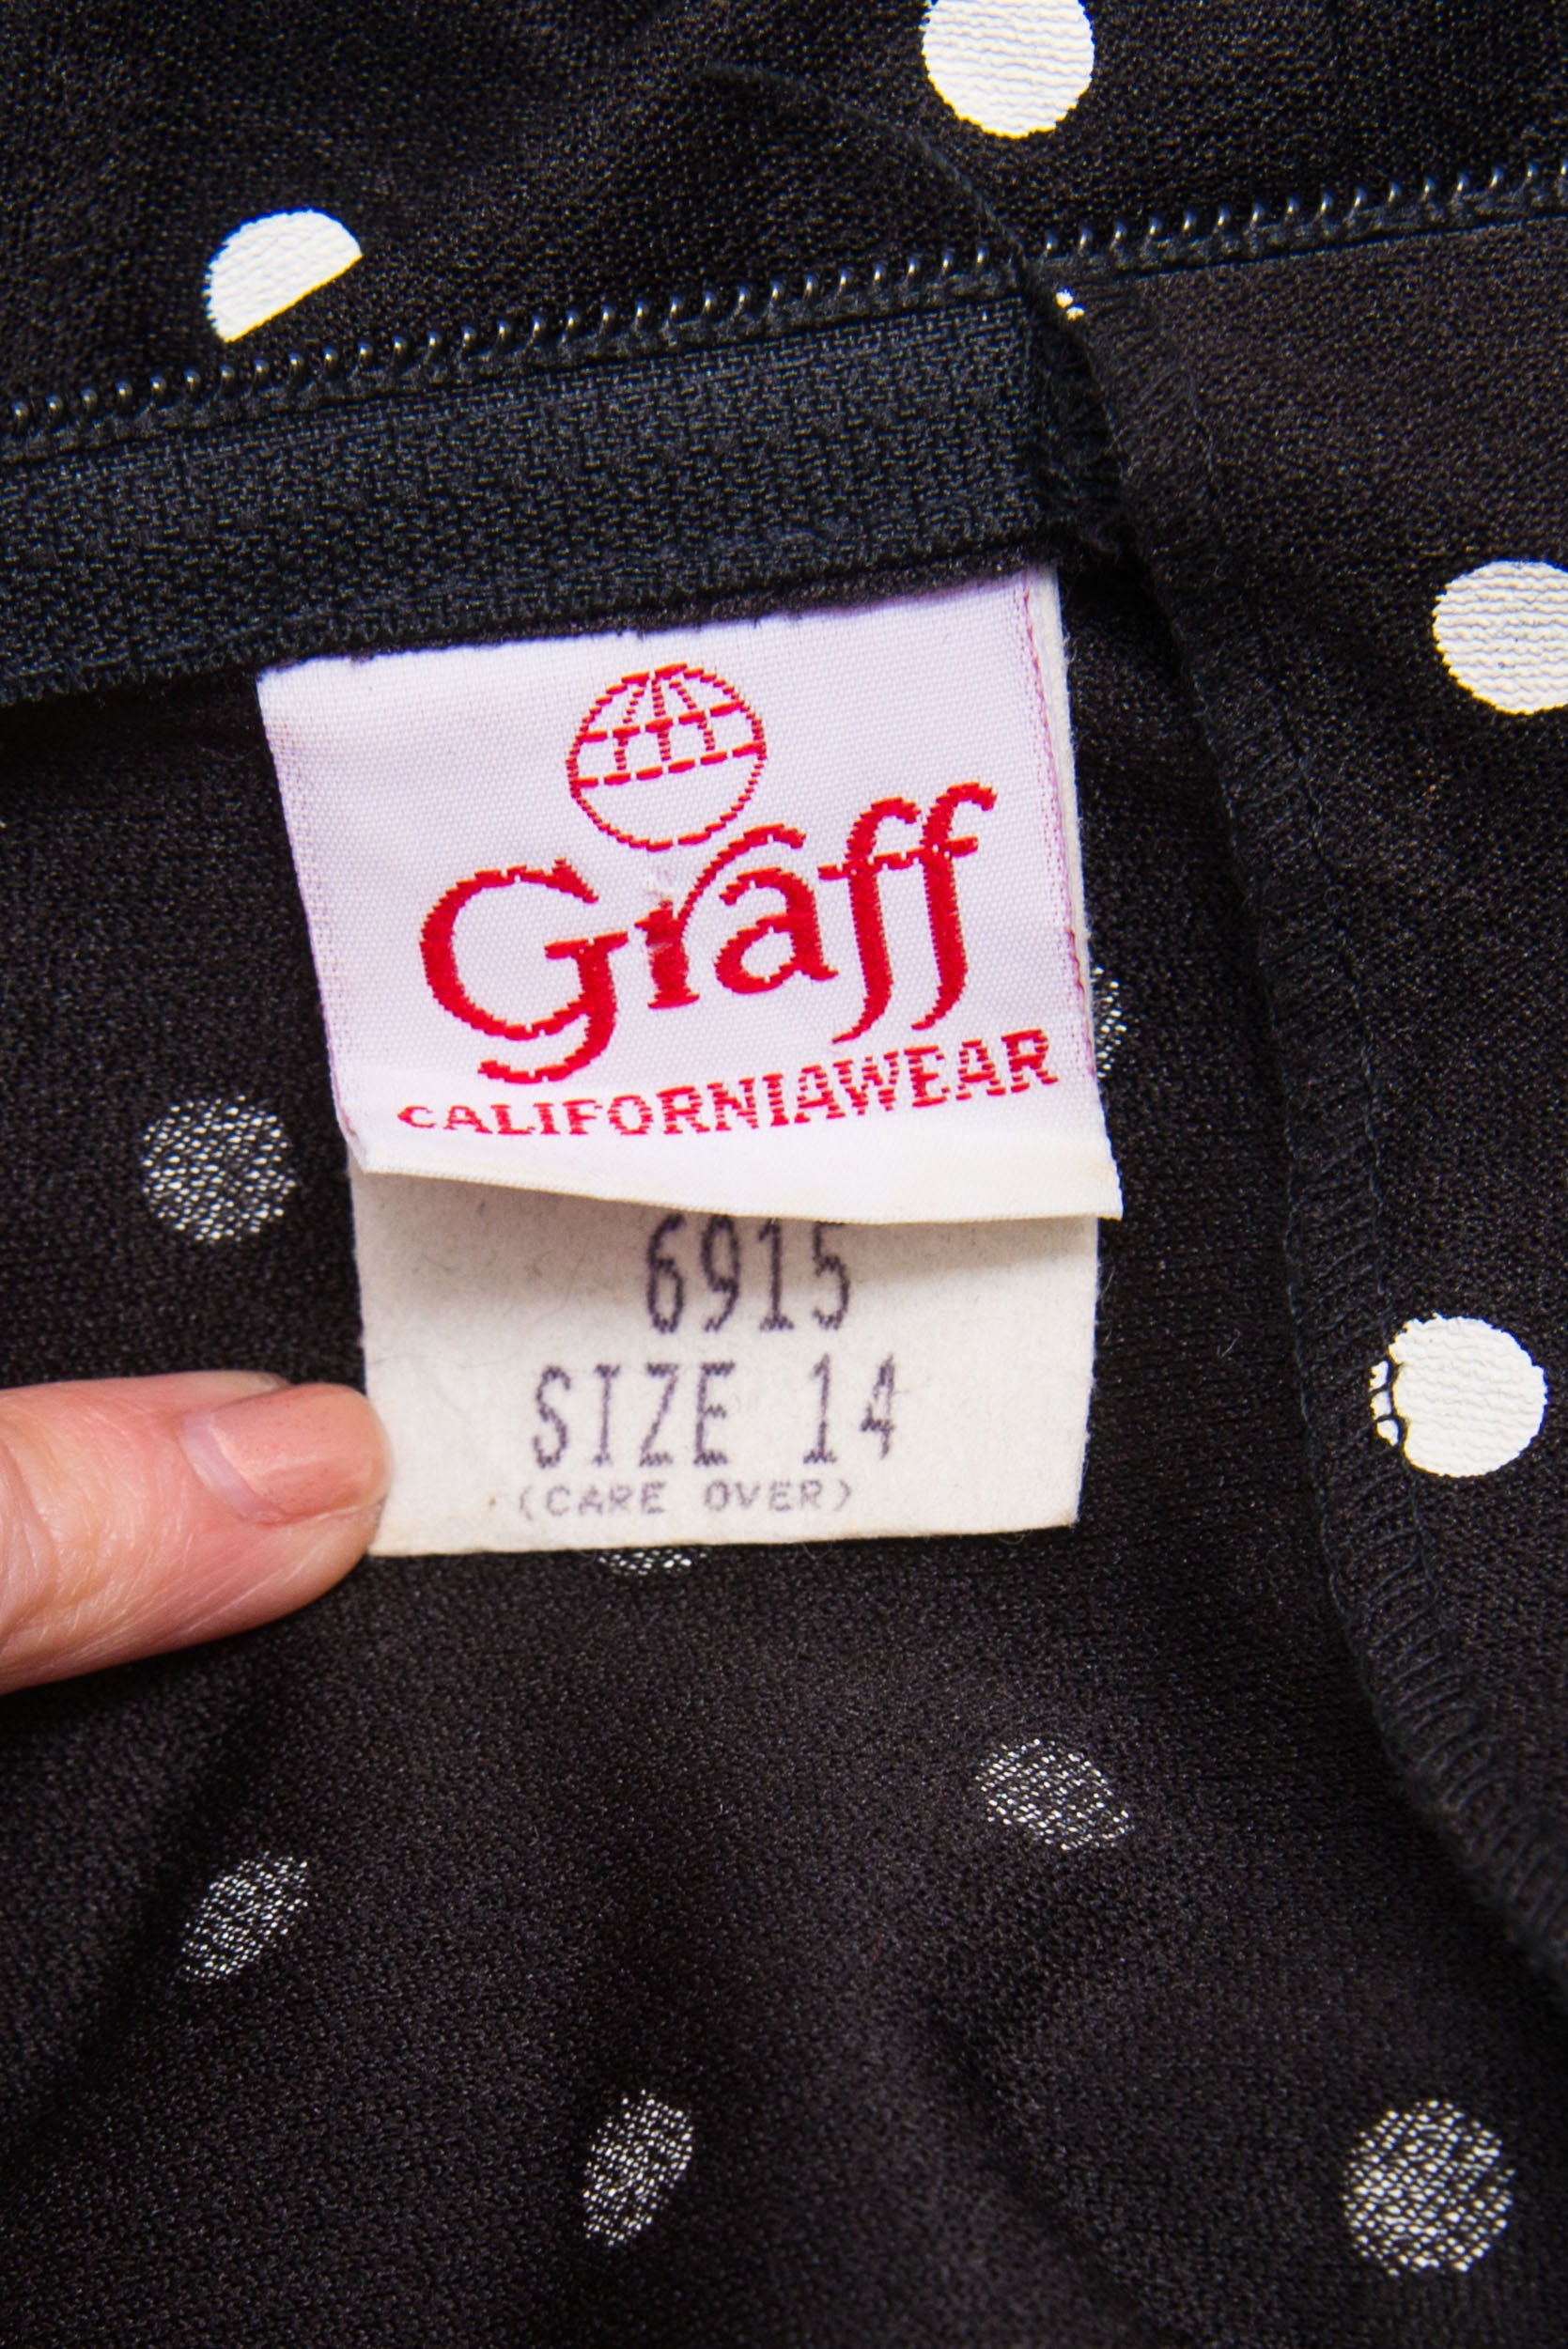 Graff
CALIFORNIAWEAR
6915
SIZE 14
(CARE OVER)